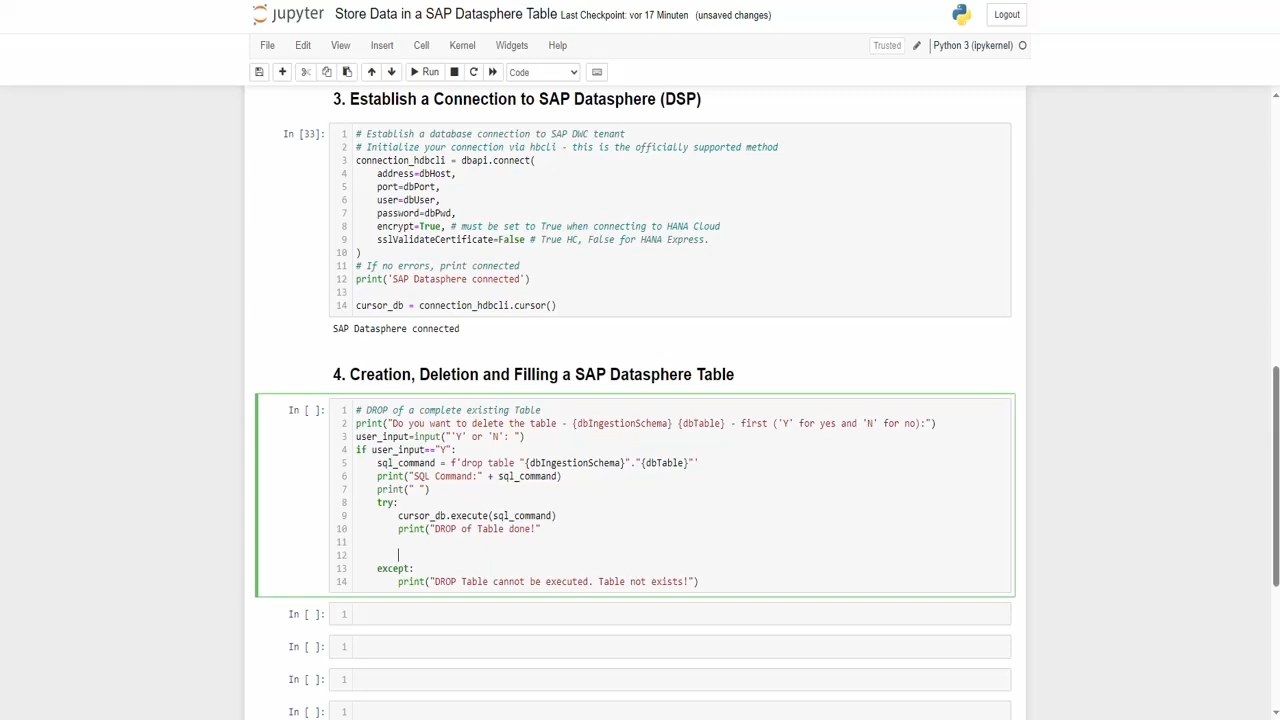 jupyter Store Data in a SAP Datasphere Table Last Checkpoint: vor 17 Minuten (unsaved changes) Logout
File Edit View Insert Cell Kernel Widgets Help Trusted Python 3 (ipykernel)
Run Code
3. Establish a Connection to SAP Datasphere (DSP)
In [33]: 1 # Establish a database connection to SAP DWC tenant
2 # Initialize your connection via hbcli - this is the officially supported method
3 connection_hdbcli = dbapi.connect(
4 address=dbHost,
5 port=dbPort,
6 user=dbUser,
7 password=dbPwd,
8 encrypt=True, # must be set to True when connecting to HANA Cloud
9 sslValidateCertificate=False # True HC, False for HANA Express.
10 )
11 # If no errors, print connected
12 print('SAP Datasphere connected')
13
14 cursor_db = connection_hdbcli.cursor()
SAP Datasphere connected
4. Creation, Deletion and Filling a SAP Datasphere Table
In [ ]: 1 # DROP of a complete existing Table
2 print("Do you want to delete the table - {dbIngestionSchema} {dbTable} - first ('Y' for yes and 'N' for no):")
3 user_input=input("'Y' or 'N': ")
4 if user_input=="Y":
5 sql_command = f'drop table "{dbIngestionSchema}"."{dbTable}"'
6 print("SQL Command:" + sql_command)
7 print(" ")
8 try:
9 cursor_db.execute(sql_command)
10 print("DROP of Table done!"
11
12
13 except:
14 print("DROP Table cannot be executed. Table not exists!")
In [ ]: 1
In [ ]: 1
In [ ]: 1
In [ ]: 1